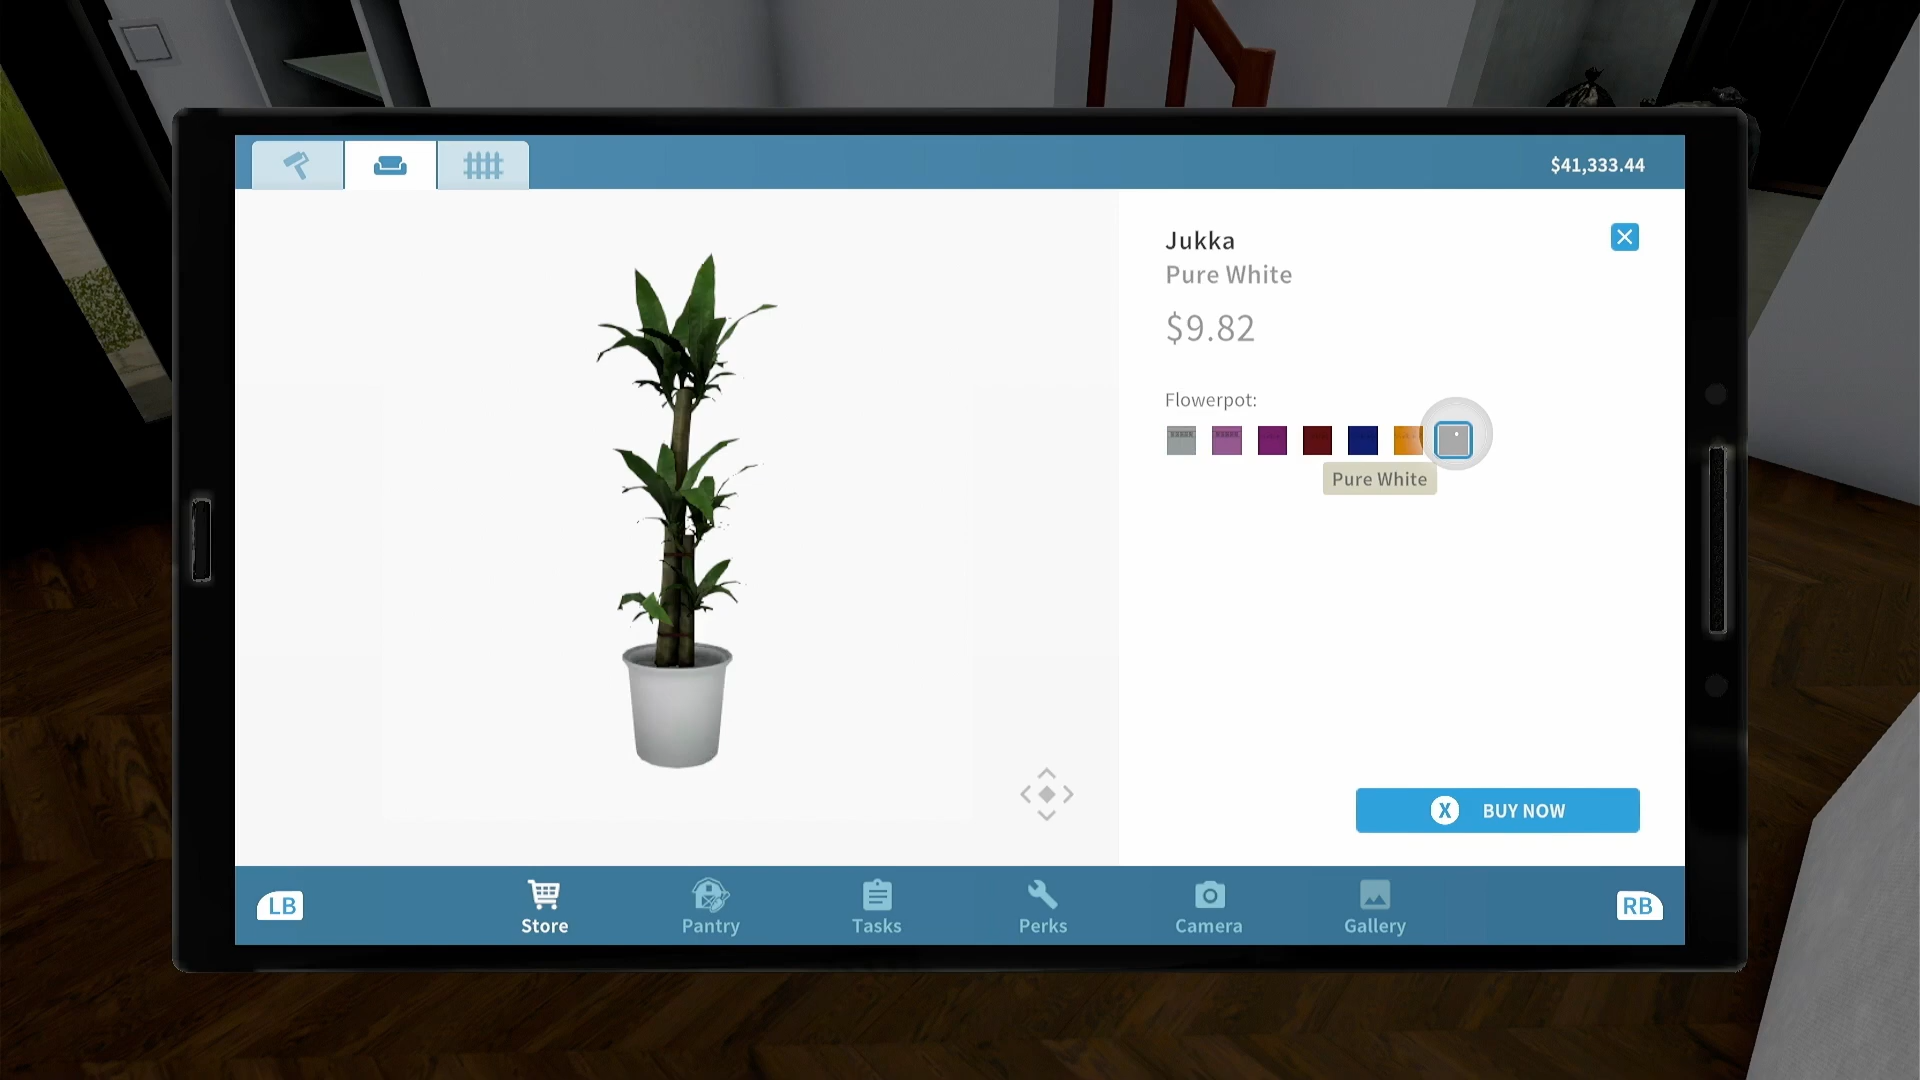 $41,333.44
Jukka
Pure White
$9.82
Flowerpot:
Pure White
X BUY NOW
LB
Store
Pantry
Tasks
Perks
Camera
Gallery
RB